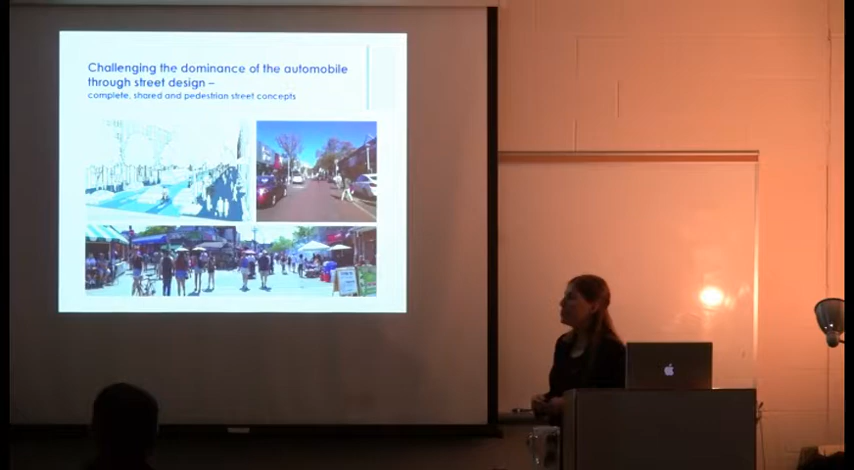 Challenging the dominance of the automobile
through street design –
complete, shared and pedestrian street concepts